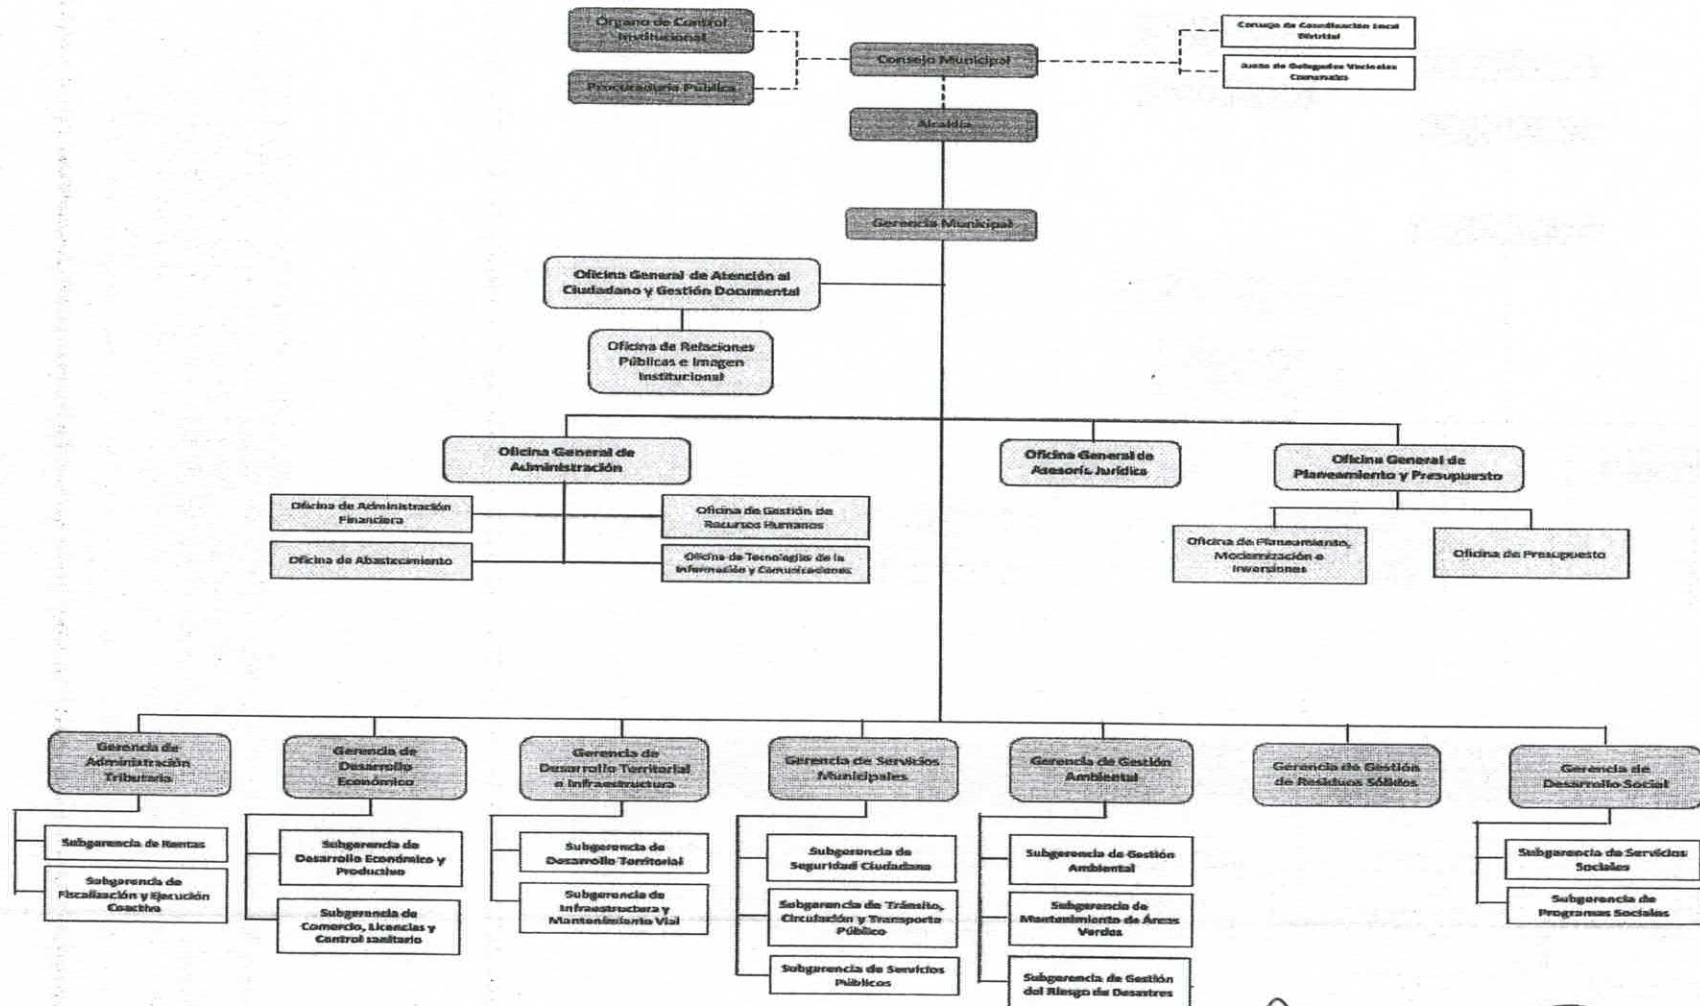 Órgano de Control
Institucional
Procuraduría Pública
Consejo Municipal
Consejo de Coordinación Local
Distrital
Junta de Delegados Vecinales
Comunales
Alcaldía
Gerencia Municipal
Oficina General de Atención al
Ciudadano y Gestión Documental
Oficina de Relaciones
Públicas e Imagen
Institucional
Oficina General de
Administración
Oficina General de
Asesoría Jurídica
Oficina General de
Planeamiento y Presupuesto
Oficina de Administración
Financiera
Oficina de Gestión de
Recursos Humanos
Oficina de Abastecimiento
Oficina de Tecnologías de la
Información y Comunicaciones
Oficina de Planeamiento,
Modernización e
Inversiones
Oficina de Presupuesto
Gerencia de
Administración
Tributaria
Gerencia de
Desarrollo
Económico
Gerencia de
Desarrollo Territorial
e Infraestructura
Gerencia de Servicios
Municipales
Gerencia de Gestión
Ambiental
Gerencia de Gestión
de Residuos Sólidos
Gerencia de
Desarrollo Social
Subgerencia de Rentas
Subgerencia de
Fiscalización y Ejecución
Coactiva
Subgerencia de
Desarrollo Económico y
Productivo
Subgerencia de
Comercio, Licencias y
Control sanitario
Subgerencia de
Desarrollo Territorial
Subgerencia de
Infraestructura y
Mantenimiento Vial
Subgerencia de
Seguridad Ciudadana
Subgerencia de Tránsito,
Circulación y Transporte
Público
Subgerencia de Servicios
Públicos
Subgerencia de Gestión
Ambiental
Subgerencia de
Mantenimiento de Áreas
Verdes
Subgerencia de Gestión
del Riesgo de Desastres
Subgerencia de Servicios
Sociales
Subgerencia de
Programas Sociales